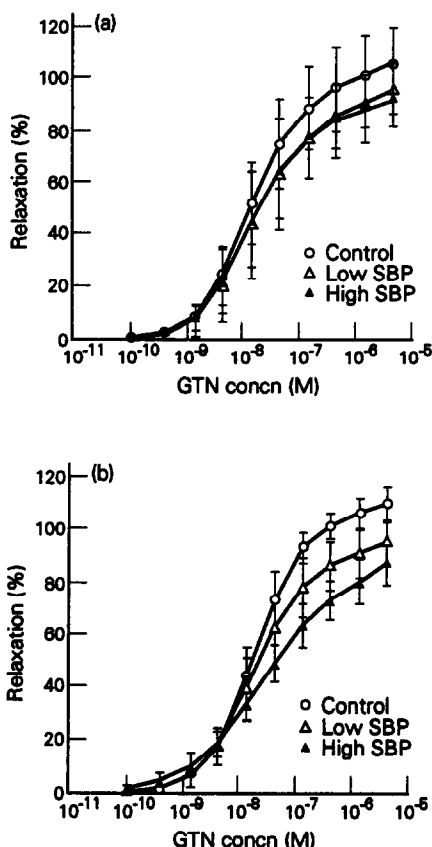 (a)
120
100
80
60
40
20
0
Relaxation (%)
Control
Low SBP
High SBP
10-11 10-10 10-9 10-8 10-7 10-6 10-5
GTN concn (M)
(b)
120
100
80
60
40
20
0
Relaxation (%)
Control
Low SBP
High SBP
10-11 10-10 10-9 10-8 10-7 10-6 10-5
GTN concn (M)